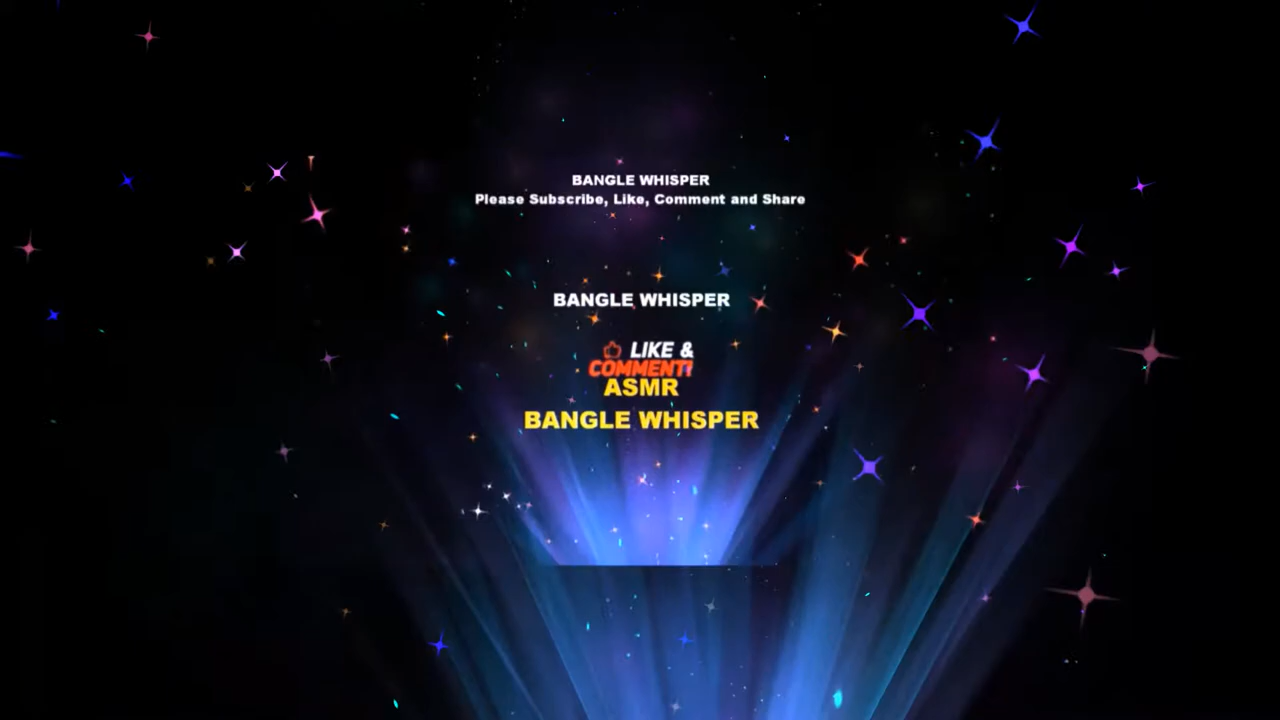 BANGLE WHISPER
Please Subscribe, Like, Comment and Share
BANGLE WHISPER
LIKE &
COMMENT!
ASMR
BANGLE WHISPER